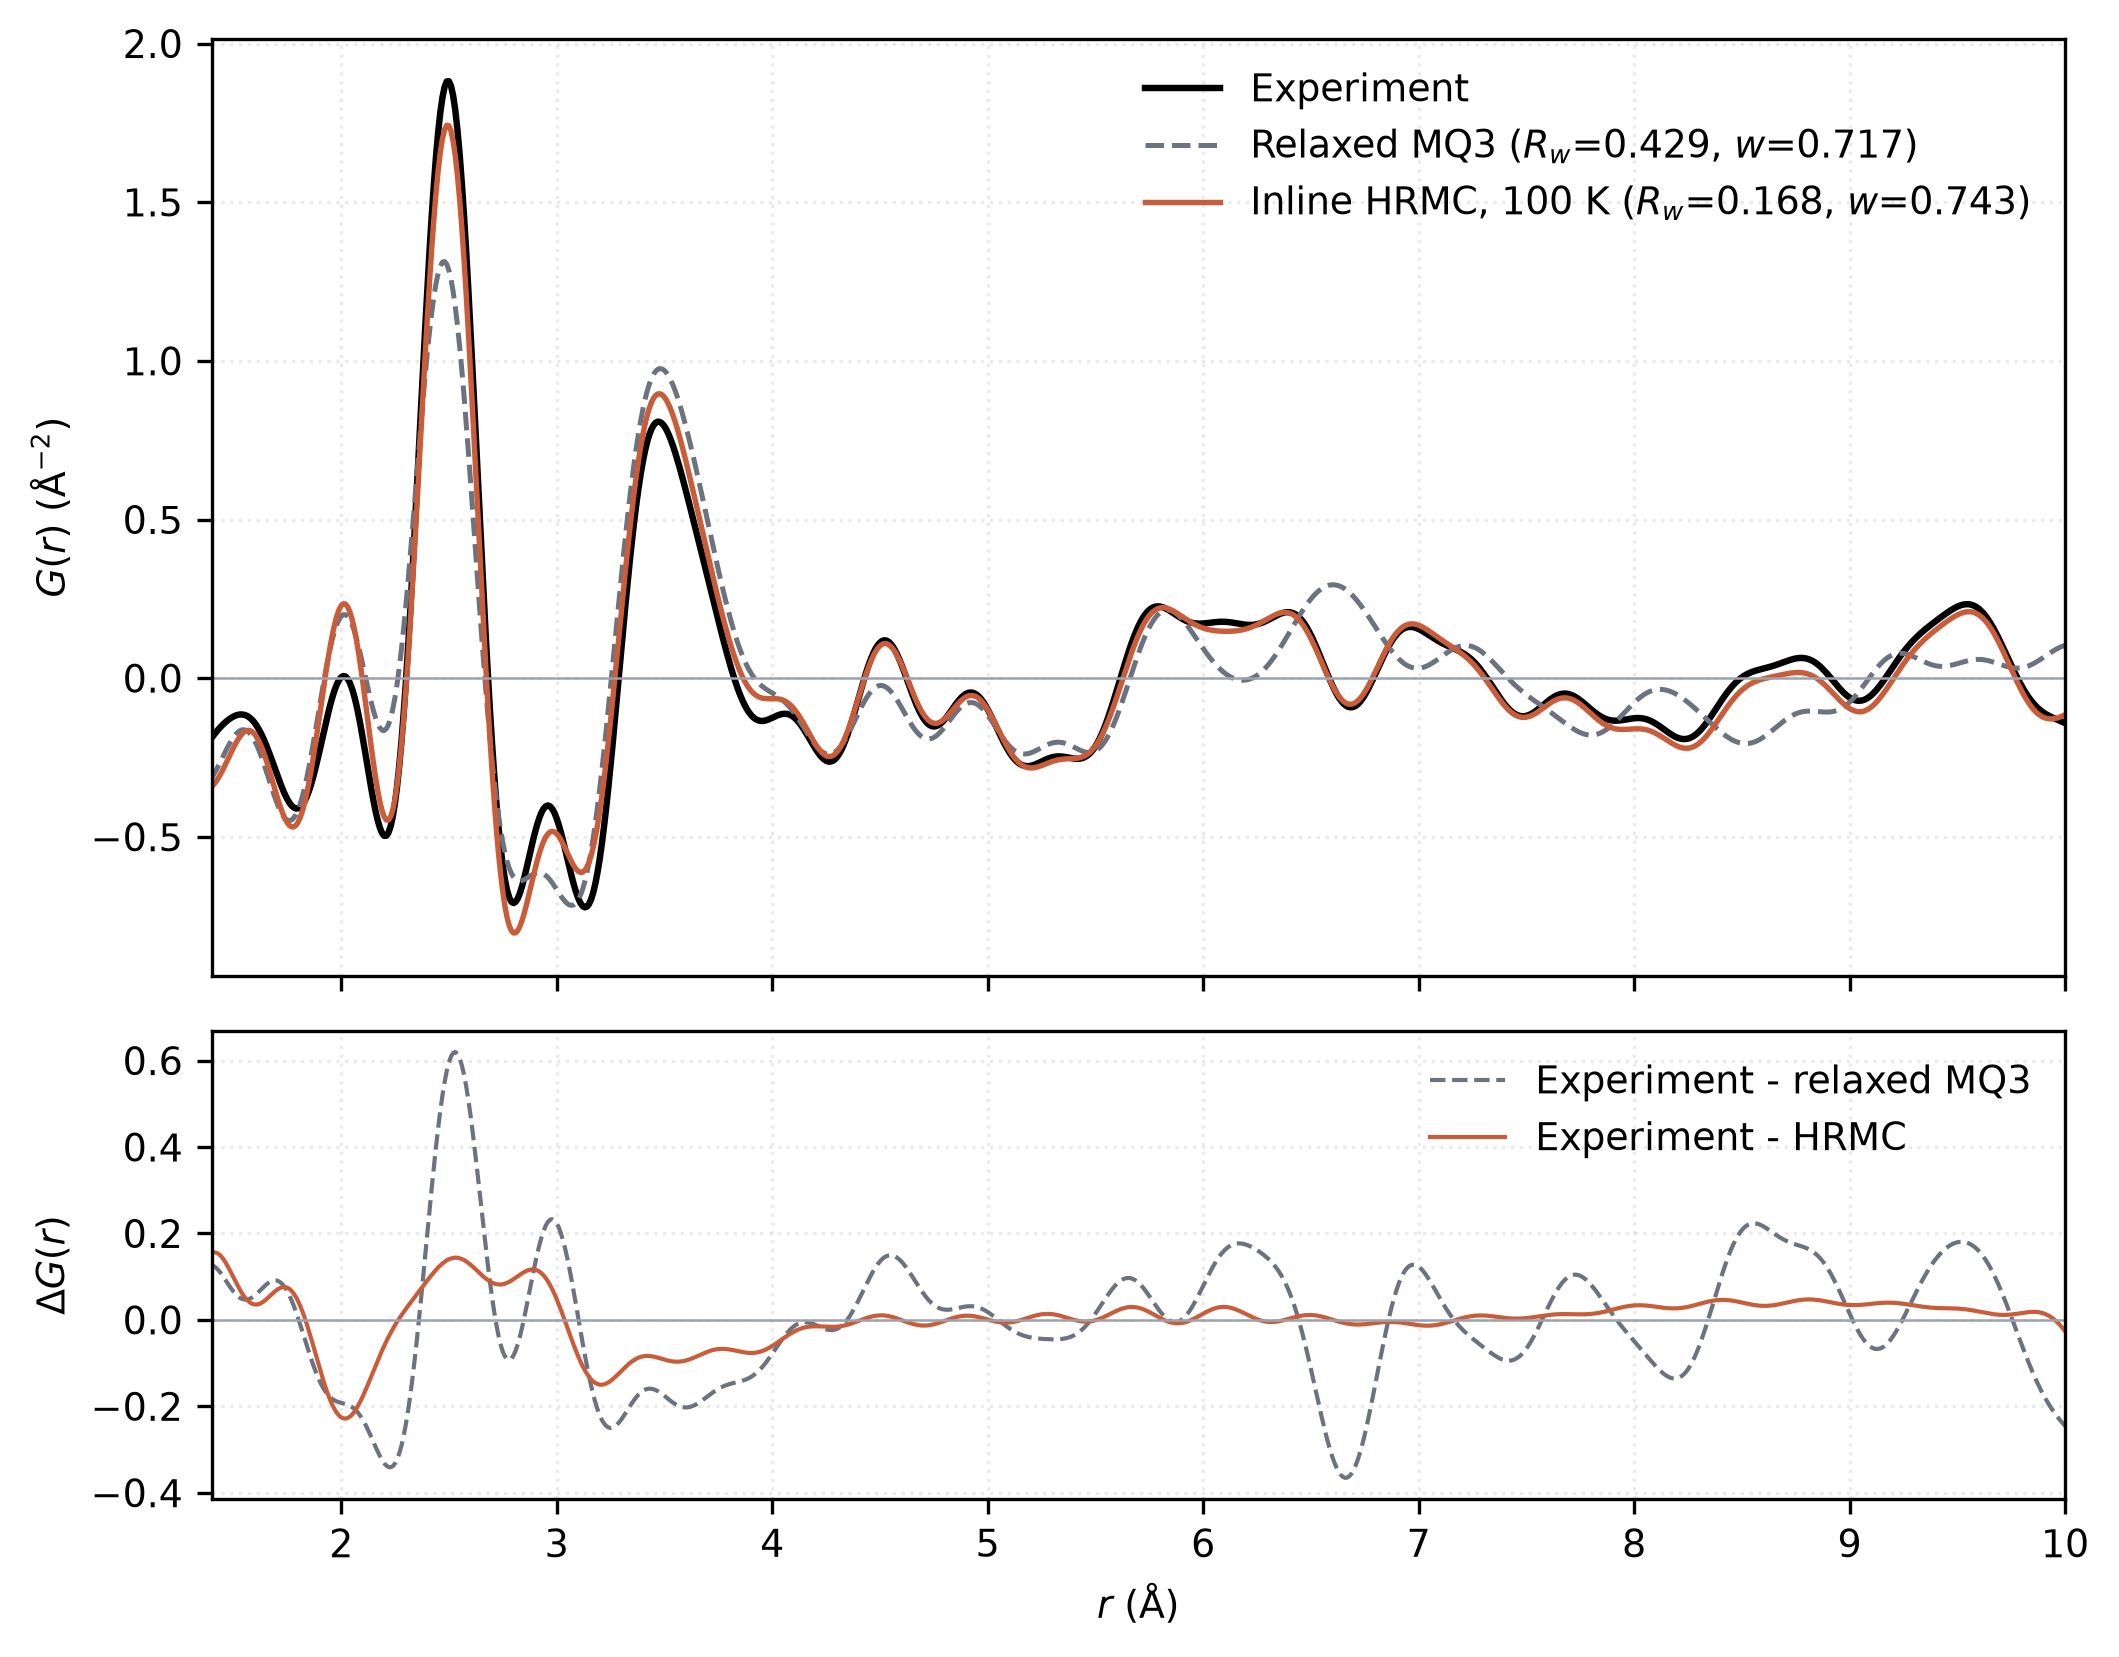 2.0
1.5
1.0
0.5
0.0
−0.5
G(r) (Å⁻²)
Experiment
Relaxed MQ3 (R_w=0.429, w=0.717)
Inline HRMC, 100 K (R_w=0.168, w=0.743)
0.6
0.4
0.2
0.0
−0.2
−0.4
ΔG(r)
Experiment - relaxed MQ3
Experiment - HRMC
2 3 4 5 6 7 8 9 10
r (Å)